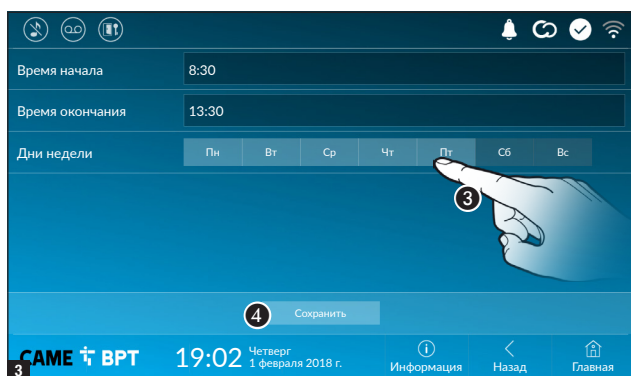 Время начала 8:30
Время окончания 13:30
Дни недели Пн Вт Ср Чт Пт Сб Вс
3
4 Сохранить
3 CAME BPT 19:02 Четверг
1 февраля 2018 г.
Информация Назад Главная